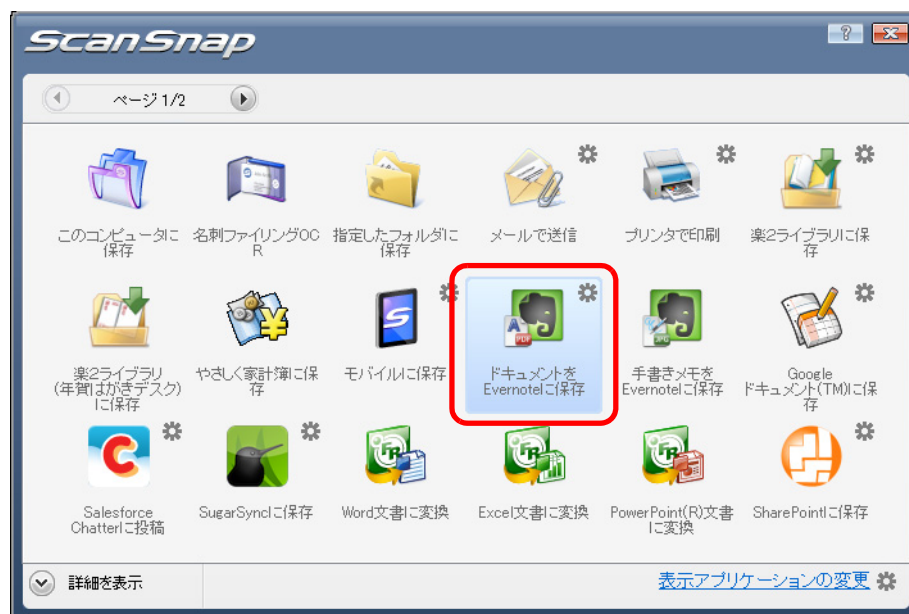 ScanSnap
ページ 1/2
このコンピュータに
保存
名刺ファイリングOC
R
指定したフォルダに
保存
メールで送信
プリンタで印刷
楽2ライブラリに保
存
楽2ライブラリ
(年賀はがきデスク)
に保存
やさしく家計簿に保
存
モバイルに保存
ドキュメントを
Evernoteに保存
手書きメモを
Evernoteに保存
Google
ドキュメント(TM)に保
存
Salesforce
Chatterに投稿
SugarSyncに保存
Word文書に変換
Excel文書に変換
PowerPoint(R)文書
に変換
SharePointに保存
詳細を表示
表示アプリケーションの変更